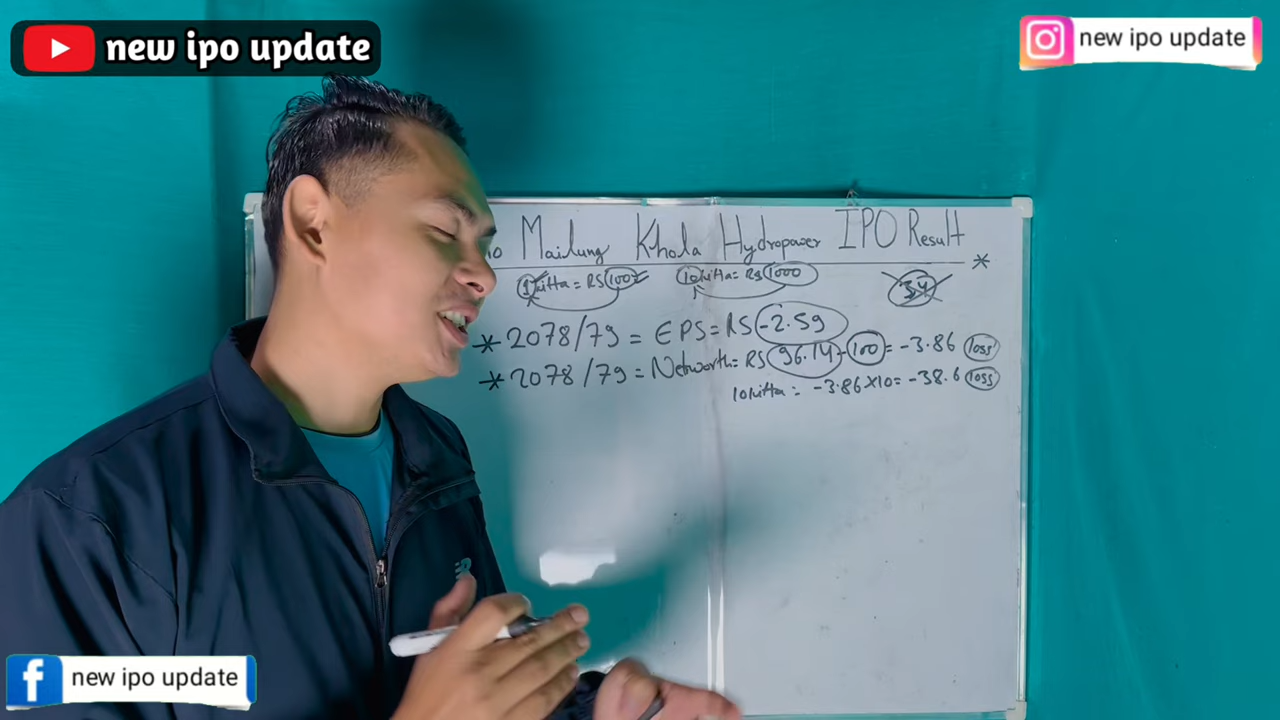 new ipo update
new ipo update
Mailung Khola Hydropower IPO Result
1kitta = RS 100 10kitta = RS 1000
* 2078/79 = EPS = RS -2.59
* 2078/79 = Networth = RS 96.14 - 100 = -3.86 loss
10kitta = -3.86 × 10 = -38.6 loss
new ipo update